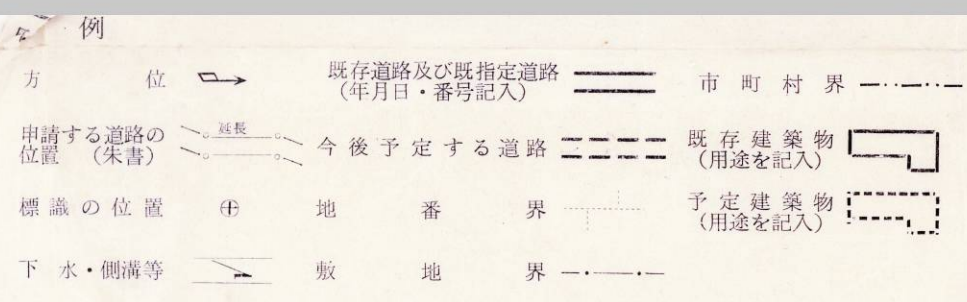 例
方位
既存道路及び既指定道路
(年月日・番号記入)
市町村界
申請する道路の
位置 (朱書)
延長
今後予定する道路
既存建築物
(用途を記入)
標識の位置
地番界
予定建築物
(用途を記入)
下水・側溝等
敷地界